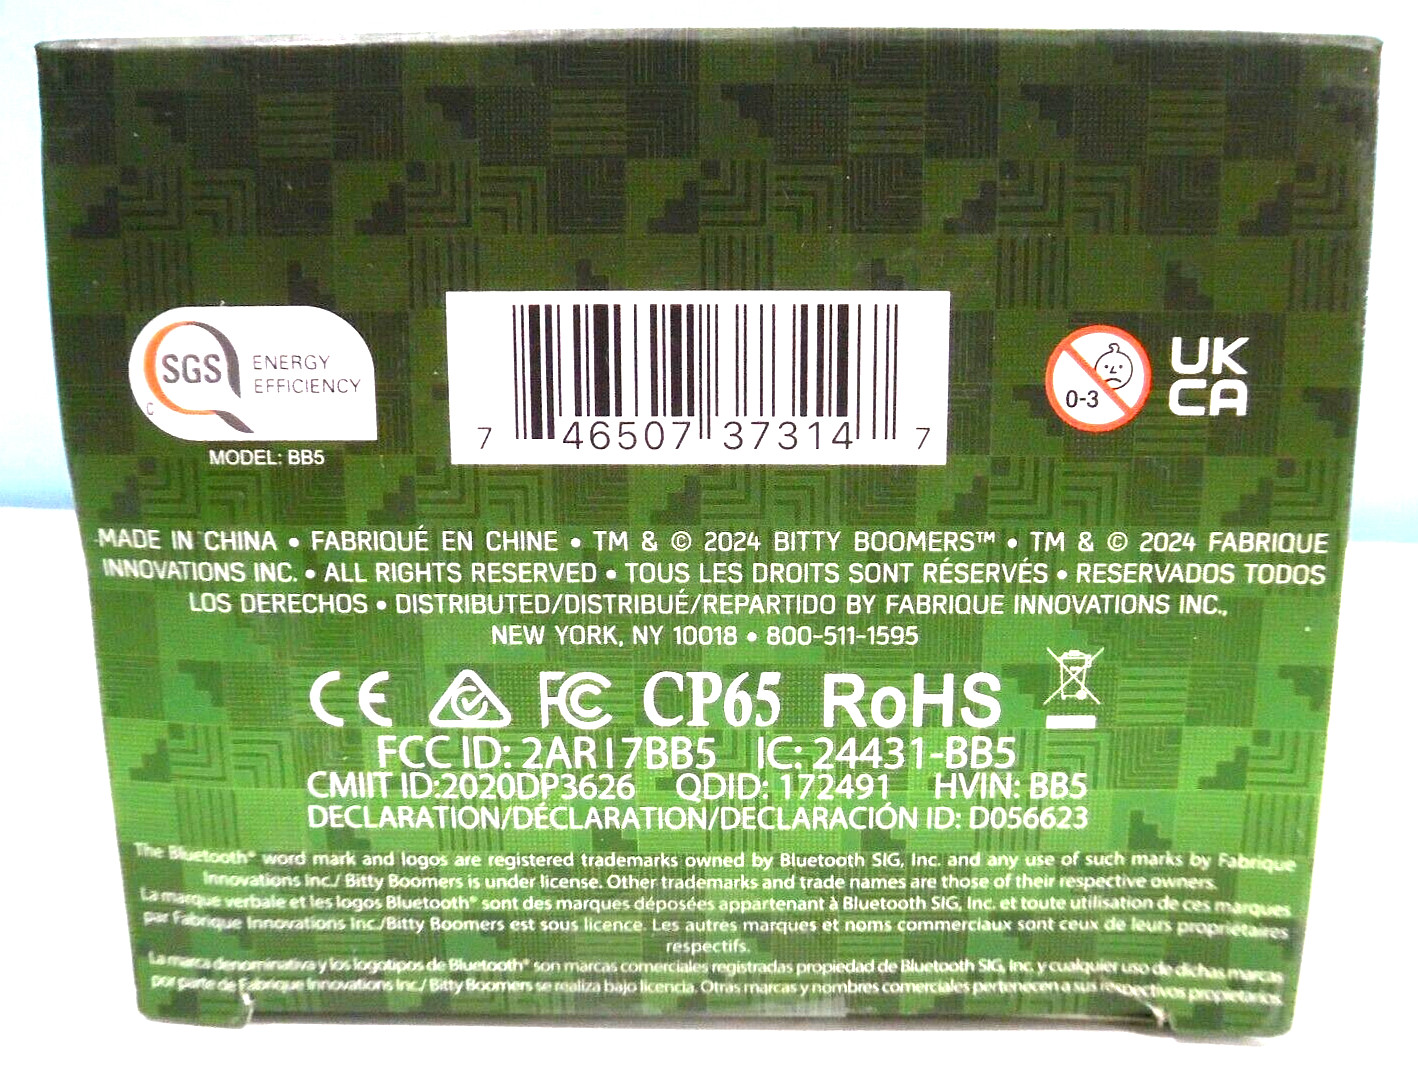 SGS ENERGY
EFFICIENCY
C
MODEL: BB5
7 46507 37314 7
0-3
UK
CA
MADE IN CHINA • FABRIQUÉ EN CHINE • TM & © 2024 BITTY BOOMERS™ • TM & © 2024 FABRIQUE
INNOVATIONS INC. • ALL RIGHTS RESERVED • TOUS LES DROITS SONT RÉSERVÉS • RESERVADOS TODOS
LOS DERECHOS • DISTRIBUTED/DISTRIBUÉ/REPARTIDO BY FABRIQUE INNOVATIONS INC.,
NEW YORK, NY 10018 • 800-511-1595
CE FC CP65 RoHS
FCC ID: 2AR17BB5 IC: 24431-BB5
CMIIT ID:2020DP3626 QDID: 172491 HVIN: BB5
DECLARATION/DÉCLARATION/DECLARACIÓN ID: D056623
The Bluetooth® word mark and logos are registered trademarks owned by Bluetooth SIG, Inc. and any use of such marks by Fabrique
Innovations Inc./ Bitty Boomers is under license. Other trademarks and trade names are those of their respective owners.
La marque verbale et les logos Bluetooth® sont des marques déposées appartenant à Bluetooth SIG, Inc. et toute utilisation de ces marques
par Fabrique Innovations Inc./Bitty Boomers est sous licence. Les autres marques et noms commerciaux sont ceux de leurs propriétaires
respectifs.
La marca denominativa y los logotipos de Bluetooth® son marcas comerciales registradas propiedad de Bluetooth SIG, Inc. y cualquier uso de dichas marcas
por parte de Fabrique Innovations Inc./ Bitty Boomers se realiza bajo licencia. Otras marcas y nombres comerciales pertenecen a sus respectivos propietarios.